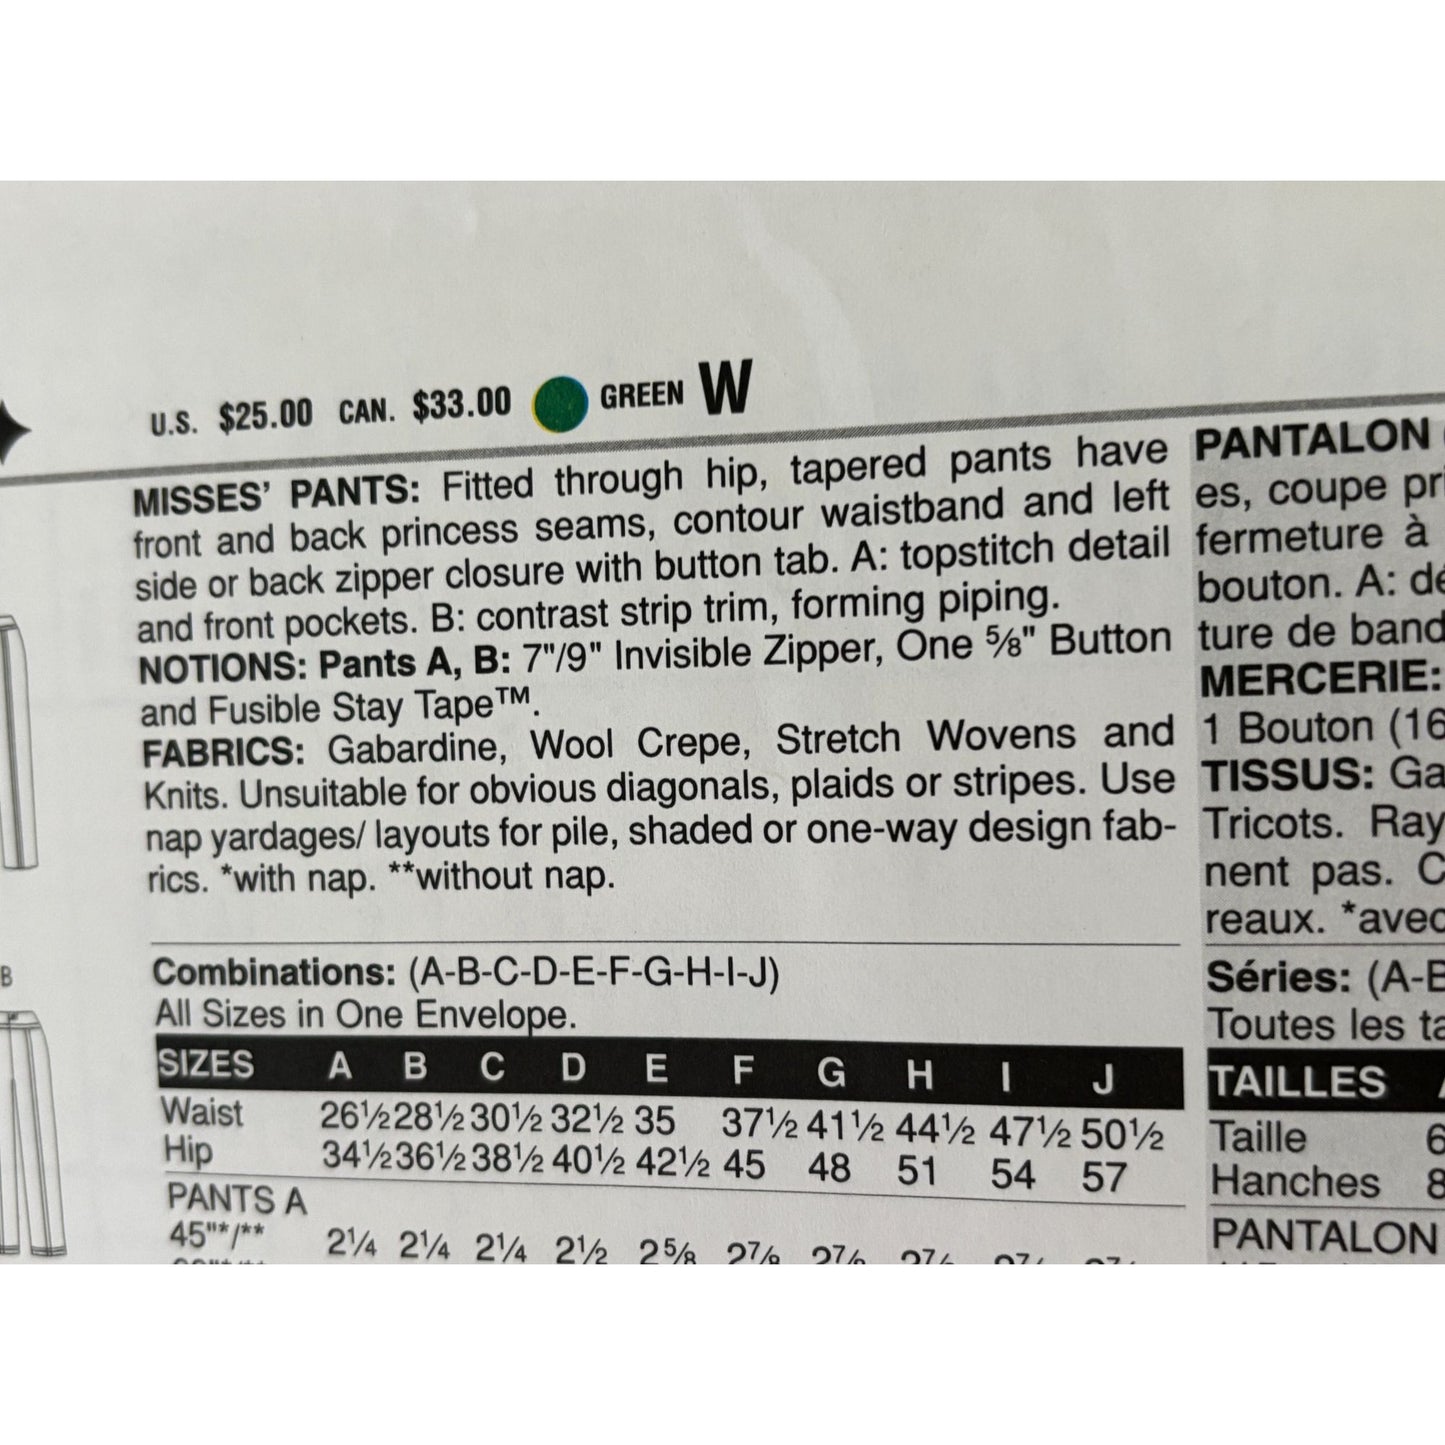 U.S. $25.00 CAN. $33.00 GREEN W
MISSES' PANTS: Fitted through hip, tapered pants have
front and back princess seams, contour waistband and left
side or back zipper closure with button tab. A: topstitch detail
and front pockets. B: contrast strip trim, forming piping.
NOTIONS: Pants A, B: 7"/9" Invisible Zipper, One ⅝" Button
and Fusible Stay Tape™.
FABRICS: Gabardine, Wool Crepe, Stretch Wovens and
Knits. Unsuitable for obvious diagonals, plaids or stripes. Use
nap yardages/ layouts for pile, shaded or one-way design fab-
rics. *with nap. **without nap.
Combinations: (A-B-C-D-E-F-G-H-I-J)
All Sizes in One Envelope.
SIZES A B C D E F G H I J
Waist 26½ 28½ 30½ 32½ 35 37½ 41½ 44½ 47½ 50½
Hip 34½ 36½ 38½ 40½ 42½ 45 48 51 54 57
PANTS A
45"*/** 2¼ 2¼ 2¼ 2½ 2⅝ 2⅞
B
PANTALON
es, coupe
fermeture à
bouton. A:
ture de
MERCERIE:
1 Bouton
TISSUS:
Tricots.
nent pas.
reaux.
Séries:
Toutes les
TAILLES
Taille
Hanches
PANTALON